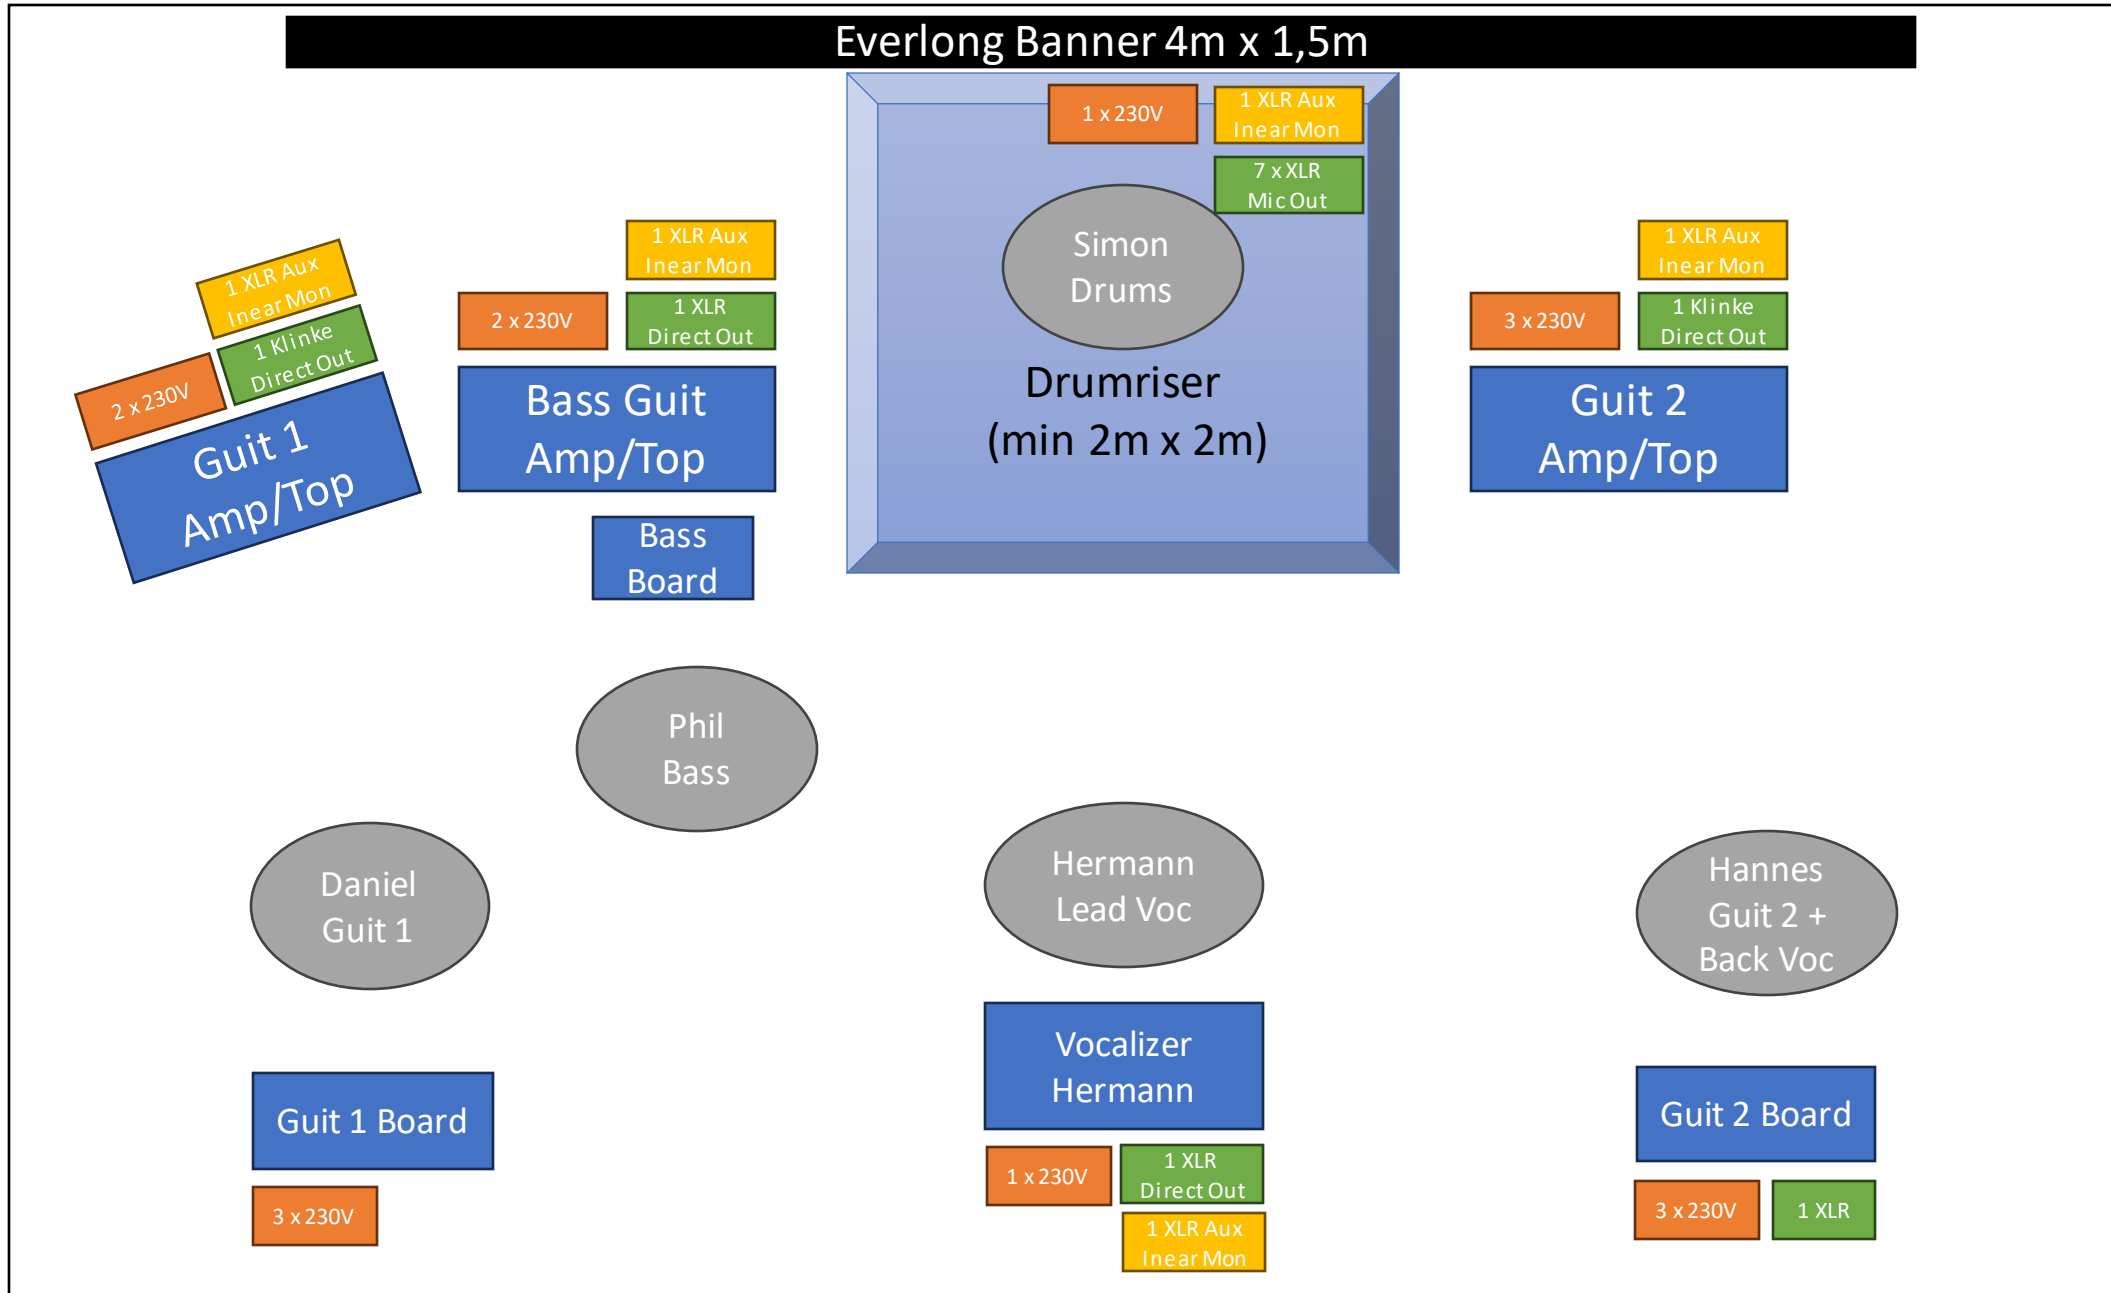 Everlong Banner 4m x 1,5m
1 x 230V
1 XLR Aux
Inear Mon
7 x XLR
Mic Out
Simon
Drums
Drumriser
(min 2m x 2m)
1 XLR Aux
Inear Mon
1 Klinke
Direct Out
2 x 230V
Guit 1
Amp/Top
1 XLR Aux
Inear Mon
2 x 230V
1 XLR
Direct Out
Bass Guit
Amp/Top
Bass
Board
1 XLR Aux
Inear Mon
3 x 230V
1 Klinke
Direct Out
Guit 2
Amp/Top
Phil
Bass
Daniel
Guit 1
Hermann
Lead Voc
Hannes
Guit 2 +
Back Voc
Guit 1 Board
3 x 230V
Vocalizer
Hermann
1 x 230V
1 XLR
Direct Out
1 XLR Aux
Inear Mon
Guit 2 Board
3 x 230V
1 XLR